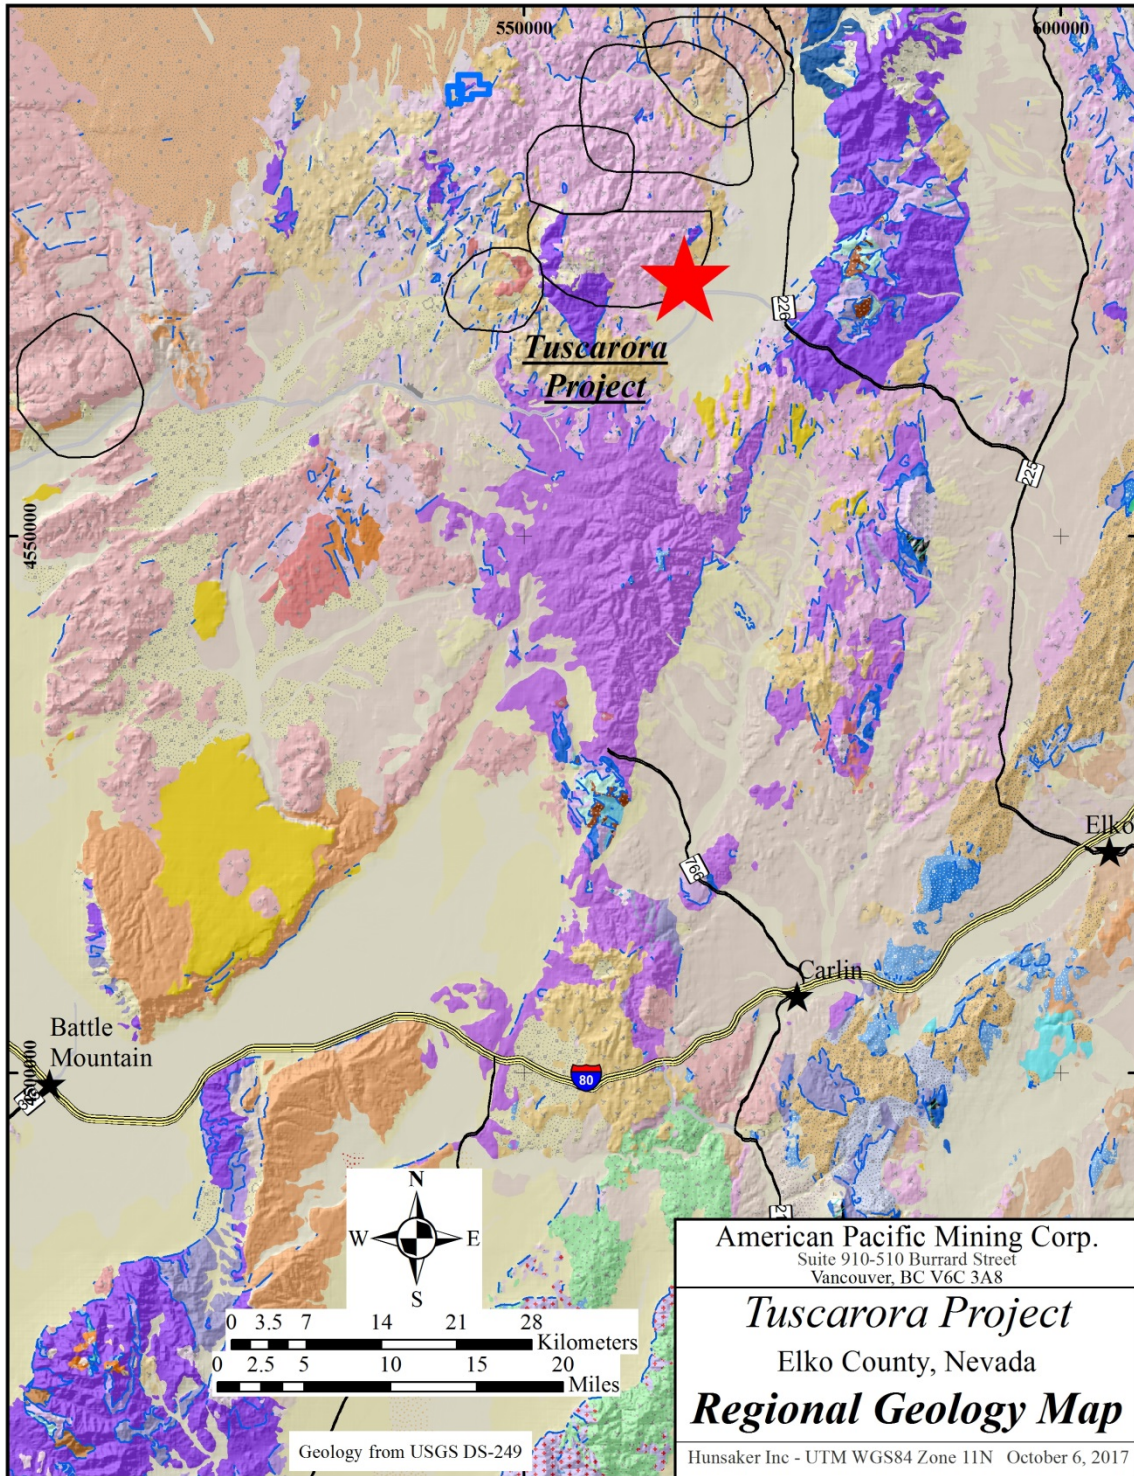 550000
600000
226
Tuscarora
Project
225
4550000
Elko
766
Carlin
Battle
Mountain
4500000
80
N
W
E
S
0 3.5 7 14 21 28
Kilometers
0 2.5 5 10 15 20
Miles
Geology from USGS DS-249
American Pacific Mining Corp.
Suite 910-510 Burrard Street
Vancouver, BC V6C 3A8
Tuscarora Project
Elko County, Nevada
Regional Geology Map
Hunsaker Inc - UTM WGS84 Zone 11N October 6, 2017